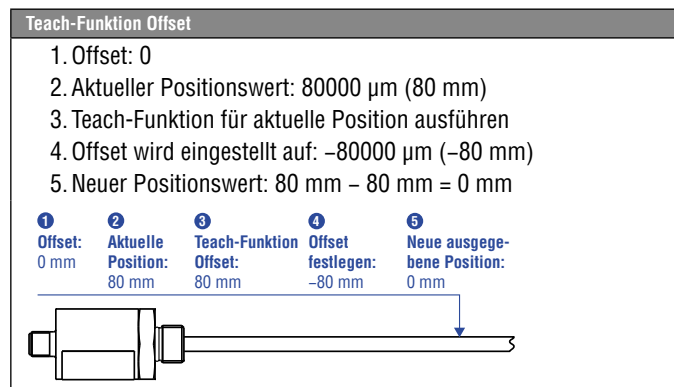 Teach-Funktion Offset
1. Offset: 0
2. Aktueller Positionswert: 80000 µm (80 mm)
3. Teach-Funktion für aktuelle Position ausführen
4. Offset wird eingestellt auf: −80000 µm (−80 mm)
5. Neuer Positionswert: 80 mm − 80 mm = 0 mm
1
Offset:
0 mm
2
Aktuelle
Position:
80 mm
3
Teach-Funktion
Offset:
80 mm
4
Offset
festlegen:
−80 mm
5
Neue ausgege-
bene Position:
0 mm